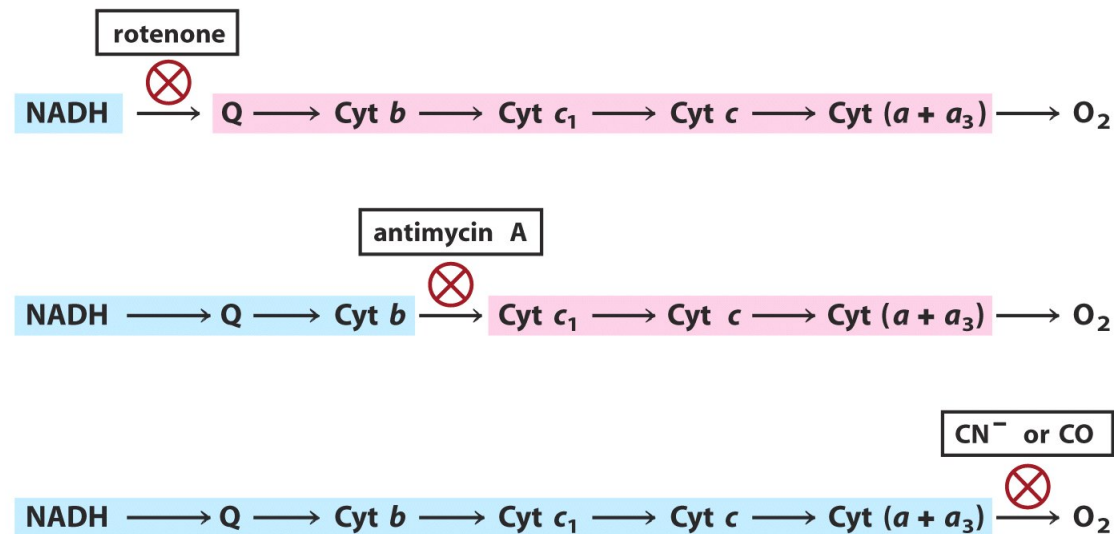 rotenone
NADH ⟶ Q ⟶ Cyt b ⟶ Cyt c₁ ⟶ Cyt c ⟶ Cyt (a + a₃) ⟶ O₂
antimycin A
NADH ⟶ Q ⟶ Cyt b ⟶ Cyt c₁ ⟶ Cyt c ⟶ Cyt (a + a₃) ⟶ O₂
CN⁻ or CO
NADH ⟶ Q ⟶ Cyt b ⟶ Cyt c₁ ⟶ Cyt c ⟶ Cyt (a + a₃) ⟶ O₂